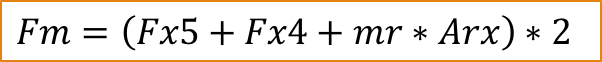 Fm = (Fx5 + Fx4 + mr * Arx) * 2